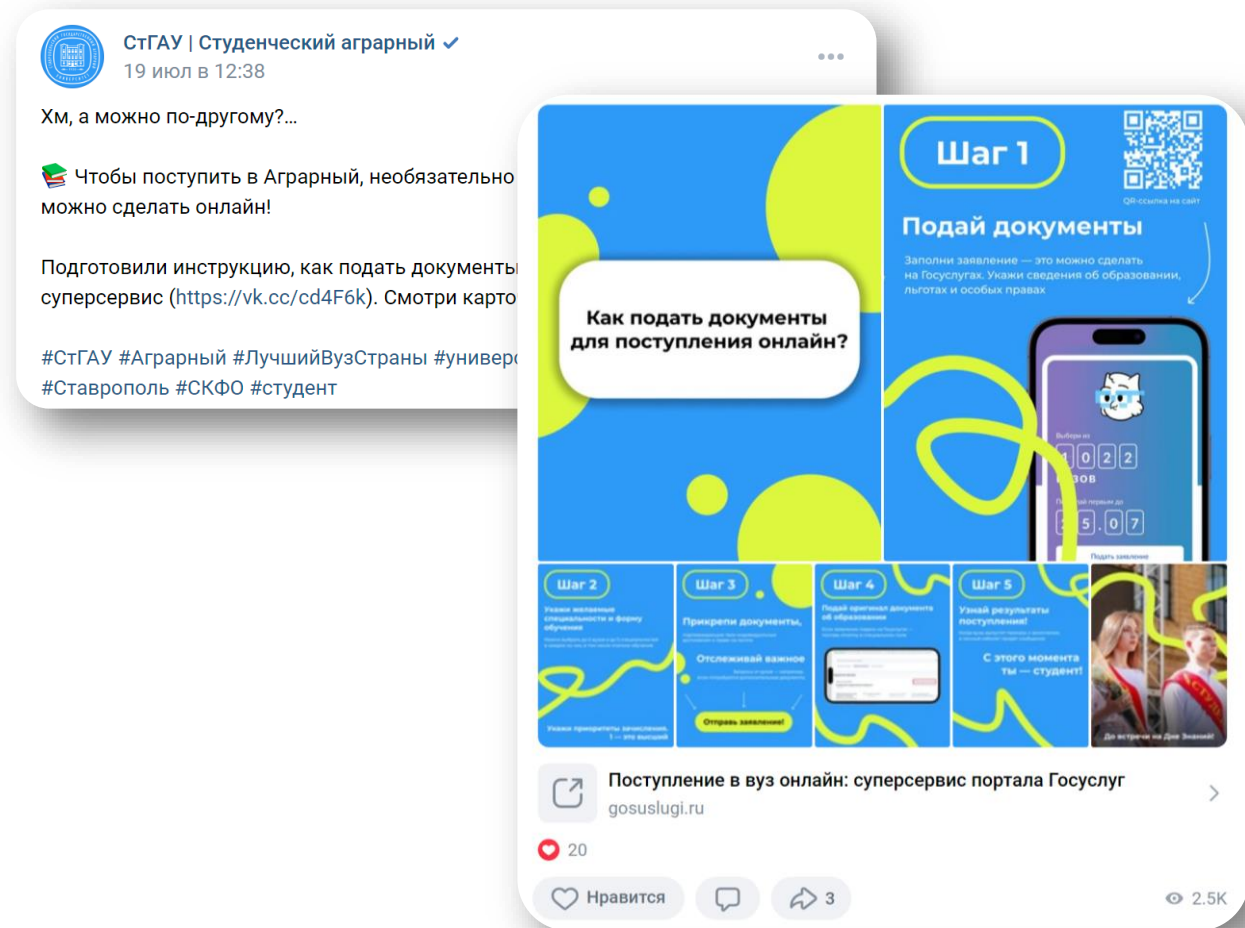 СтГАУ | Студенческий аграрный
19 июл в 12:38
Хм, а можно по-другому?...
Чтобы поступить в Аграрный, необязательно
можно сделать онлайн!
Подготовили инструкцию, как подать документы
суперсервис (https://vk.cc/cd4F6k). Смотри карто
#СтГАУ #Аграрный #ЛучшийВузСтраны #универс
#Ставрополь #СКФО #студент
Как подать документы
для поступления онлайн?
Шаг 1
QR-ссылка на сайт
Подай документы
Заполни заявление — это можно сделать
на Госуслугах. Укажи сведения об образовании,
льготах и особых правах
Выбери из
1022
вузов
25.07
Подать заявление
Шаг 2
Укажи желаемые
специальности и форму
обучения
Укажи приоритеты зачисления.
1 — это высший
Шаг 3
Прикрепи документы,
Отслеживай важное
Отправь заявление!
Шаг 4
Подай оригинал документа
об образовании
Шаг 5
Узнай результаты
поступления!
С этого момента
ты — студент!
До встречи на Дне Знаний!
Поступление в вуз онлайн: суперсервис портала Госуслуг
gosuslugi.ru
20
Нравится
3
2.5K